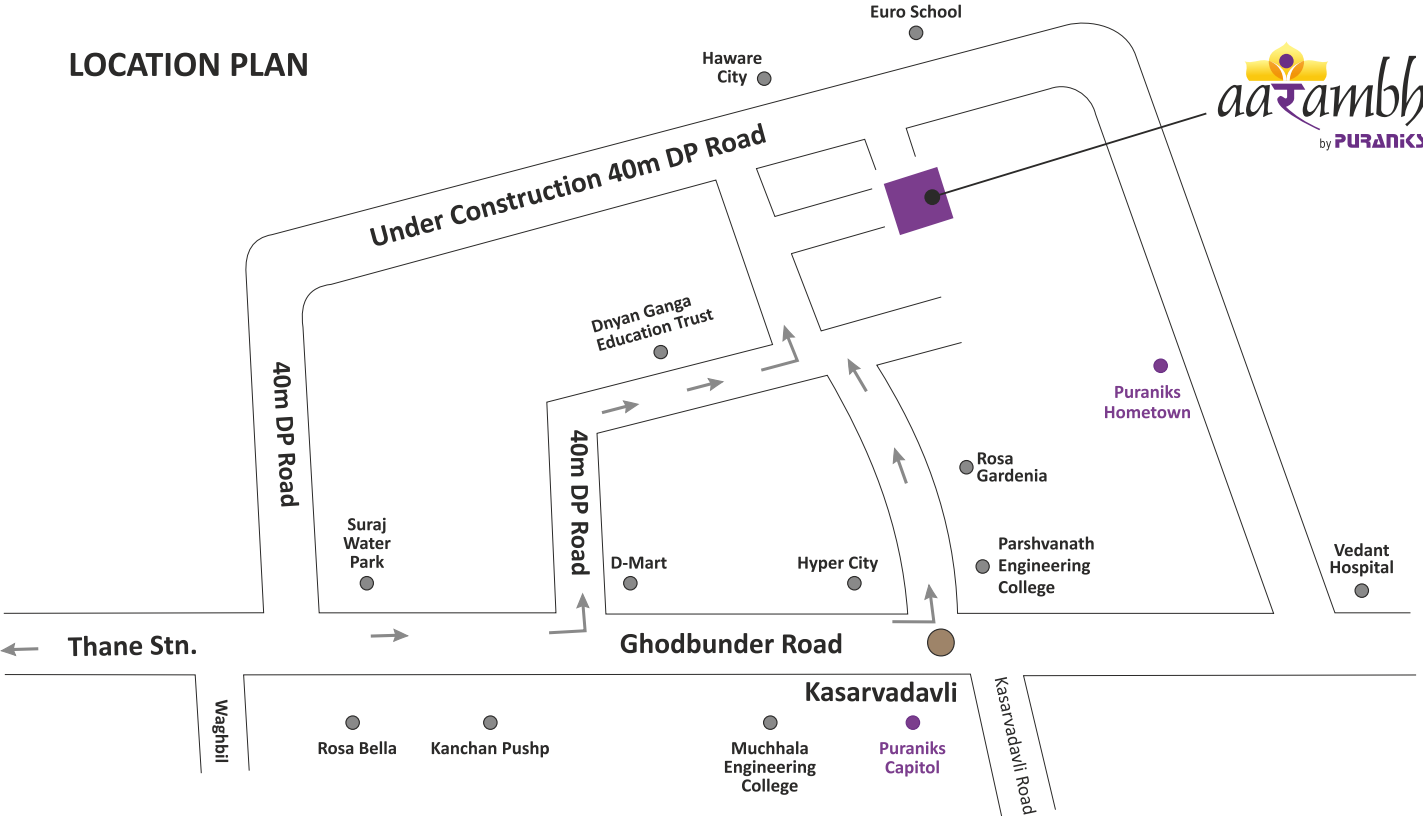 Euro School
LOCATION PLAN
Haware
City
aaरambh
by PURANIKS
Under Construction 40m DP Road
Dnyan Ganga
Education Trust
40m DP Road
Puraniks
Hometown
40m DP Road
Rosa
Gardenia
Suraj
Water
Park
D-Mart
Hyper City
Parshvanath
Engineering
College
Vedant
Hospital
Thane Stn.
Ghodbunder Road
Kasarvadavli
Waghbil
Kasarvadavli Road
Rosa Bella
Kanchan Pushp
Muchhala
Engineering
College
Puraniks
Capitol